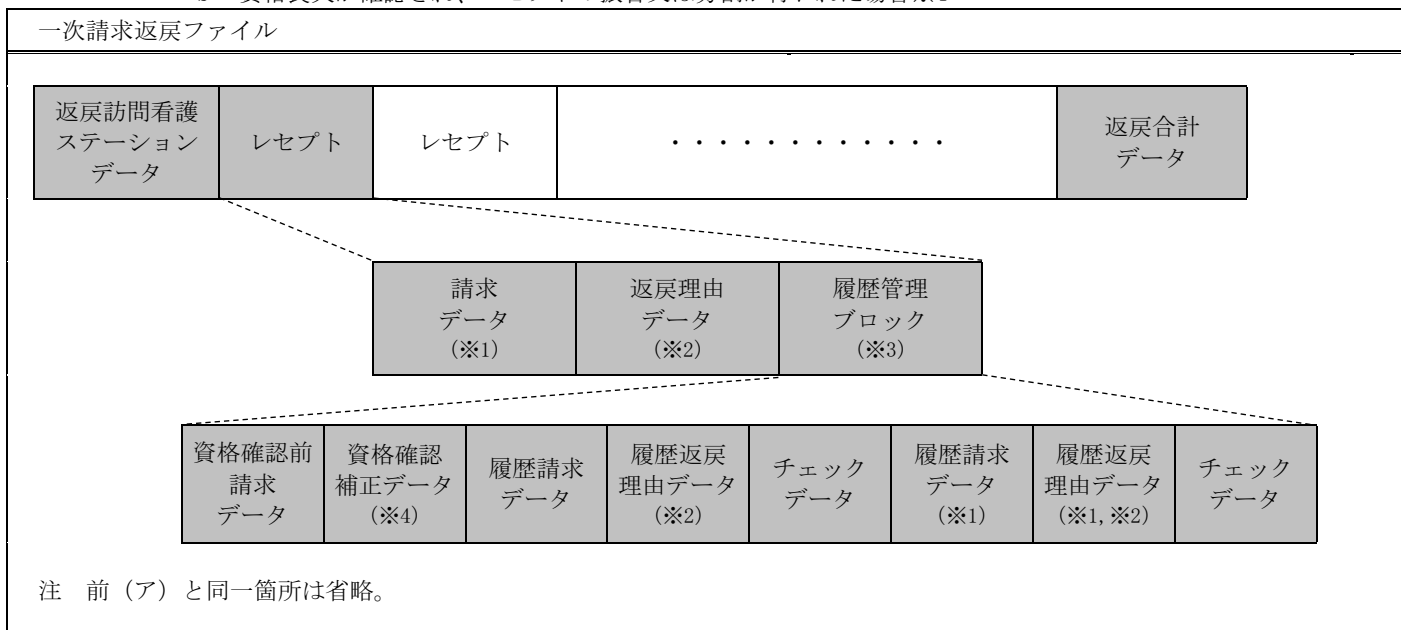 一次請求返戻ファイル
返戻訪問看護
ステーション
データ
レセプト
レセプト
・・・・・・・・・・・・
返戻合計
データ
請求
データ
(※1)
返戻理由
データ
(※2)
履歴管理
ブロック
(※3)
資格確認前
請求
データ
資格確認
補正データ
(※4)
履歴請求
データ
履歴返戻
理由データ
(※2)
チェック
データ
履歴請求
データ
(※1)
履歴返戻
理由データ
(※1,※2)
チェック
データ
注　前（ア）と同一箇所は省略。